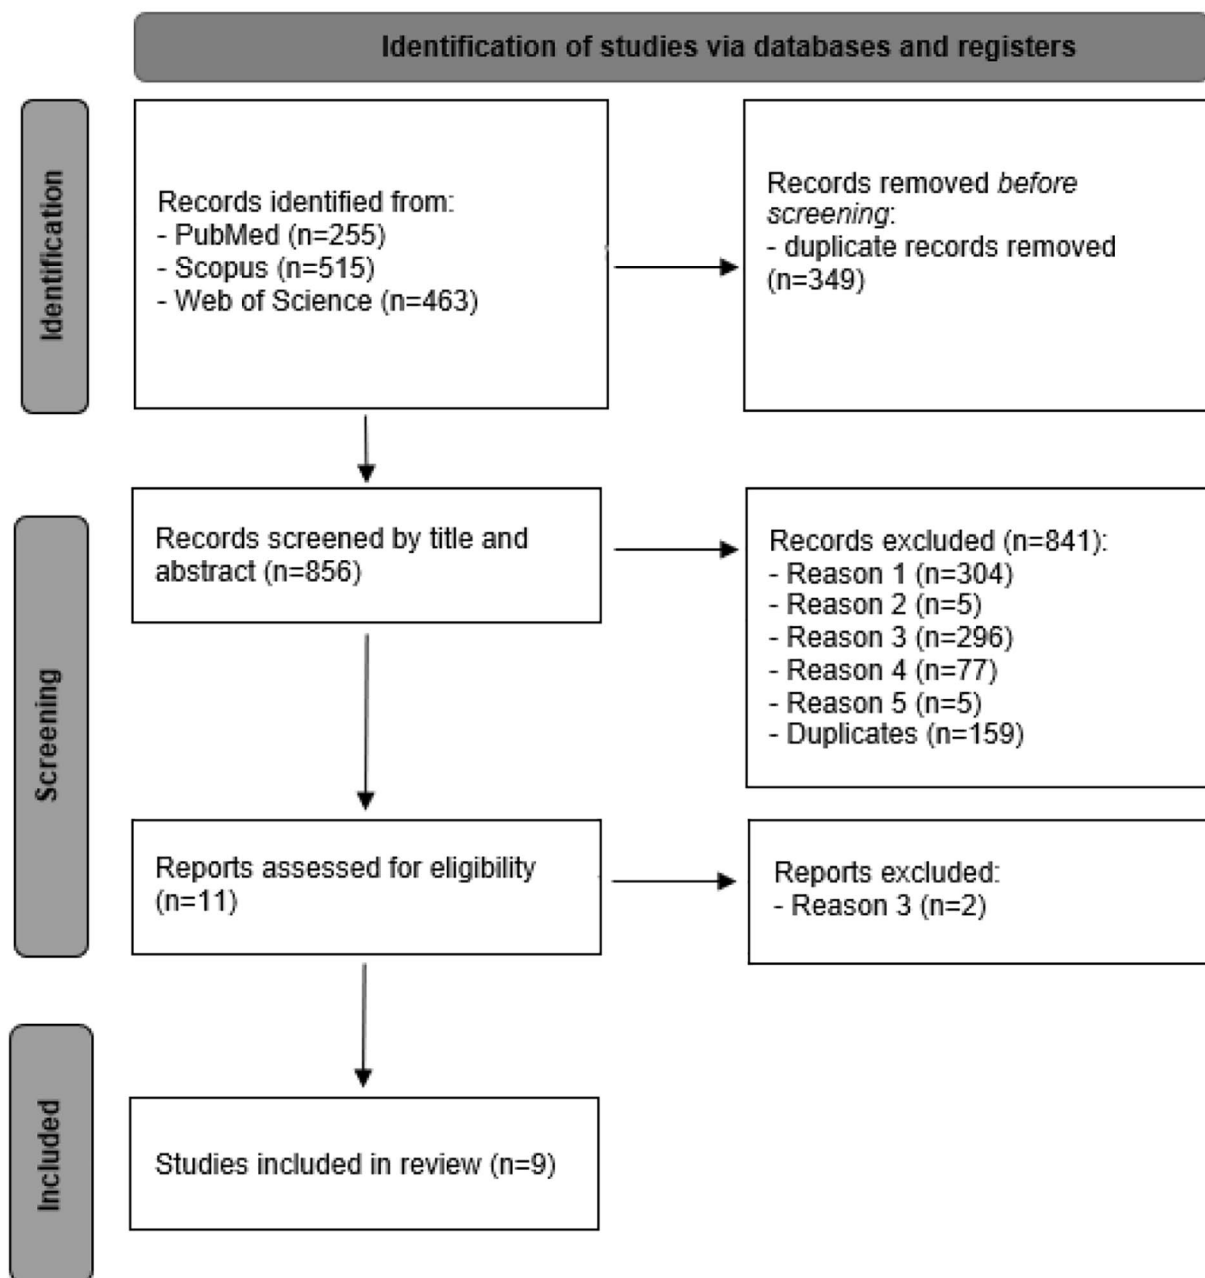 Identification of studies via databases and registers
Identification
Records identified from:
- PubMed (n=255)
- Scopus (n=515)
- Web of Science (n=463)
Records removed before
screening:
- duplicate records removed
(n=349)
Screening
Records screened by title and
abstract (n=856)
Records excluded (n=841):
- Reason 1 (n=304)
- Reason 2 (n=5)
- Reason 3 (n=296)
- Reason 4 (n=77)
- Reason 5 (n=5)
- Duplicates (n=159)
Reports assessed for eligibility
(n=11)
Reports excluded:
- Reason 3 (n=2)
Included
Studies included in review (n=9)